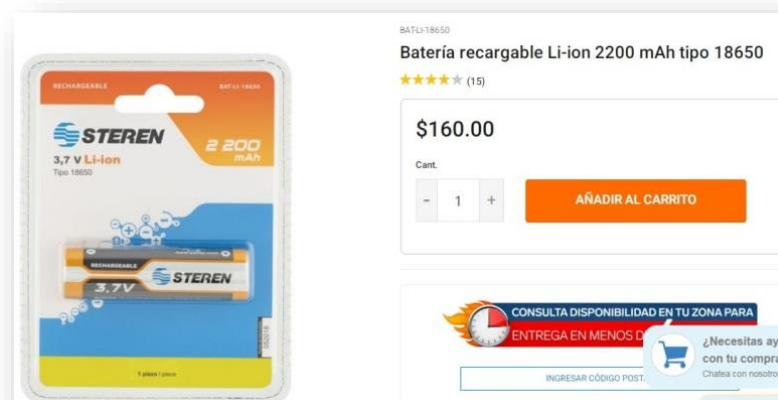 BAT-LI-18650
Batería recargable Li-ion 2200 mAh tipo 18650
(15)
$160.00
Cant.
- 1 +
AÑADIR AL CARRITO
CONSULTA DISPONIBILIDAD EN TU ZONA PARA
ENTREGA EN MENOS D
INGRESAR CÓDIGO POST
¿Necesitas ay
con tu compra
Chatea con nosotro
RECHARGEABLE
BAT-LI-18650
STEREN
2 200
mAh
3,7 V Li-ion
Tipo 18650
RECHARGEABLE
STEREN
3.7V
1 pieza / piece